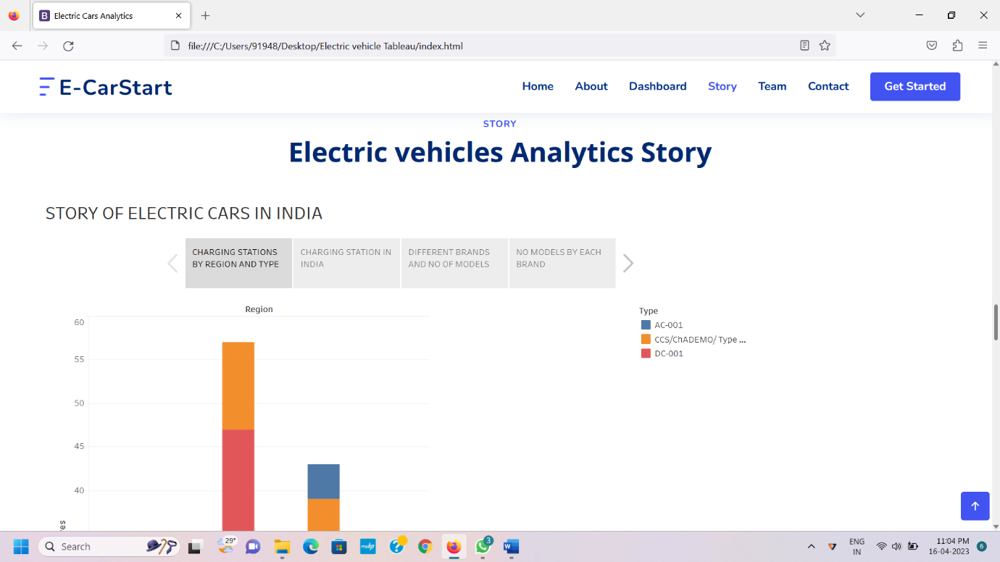 Electric Cars Analytics
file:///C:/Users/91948/Desktop/Electric vehicle Tableau/index.html
E-CarStart
Home About Dashboard Story Team Contact Get Started
STORY
Electric vehicles Analytics Story
STORY OF ELECTRIC CARS IN INDIA
CHARGING STATIONS
BY REGION AND TYPE
CHARGING STATION IN
INDIA
DIFFERENT BRANDS
AND NO OF MODELS
NO MODELS BY EACH
BRAND
Region
60
55
50
45
40
Type
AC-001
CCS/ChADEMO/ Type ...
DC-001
Search
29°
3
ENG
IN
11:04 PM
16-04-2023
6